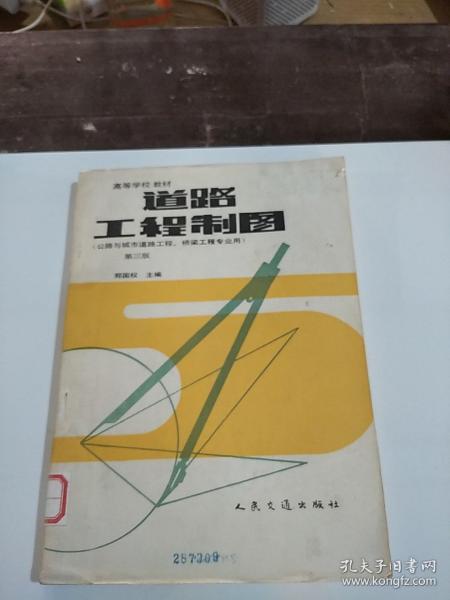 高等学校教材
道路
工程制图
(公路与城市道路工程、桥梁工程专业用)
第三版
郑国权 主编
人民交通出版社
287309
孔夫子旧书网
www.kongfz.com